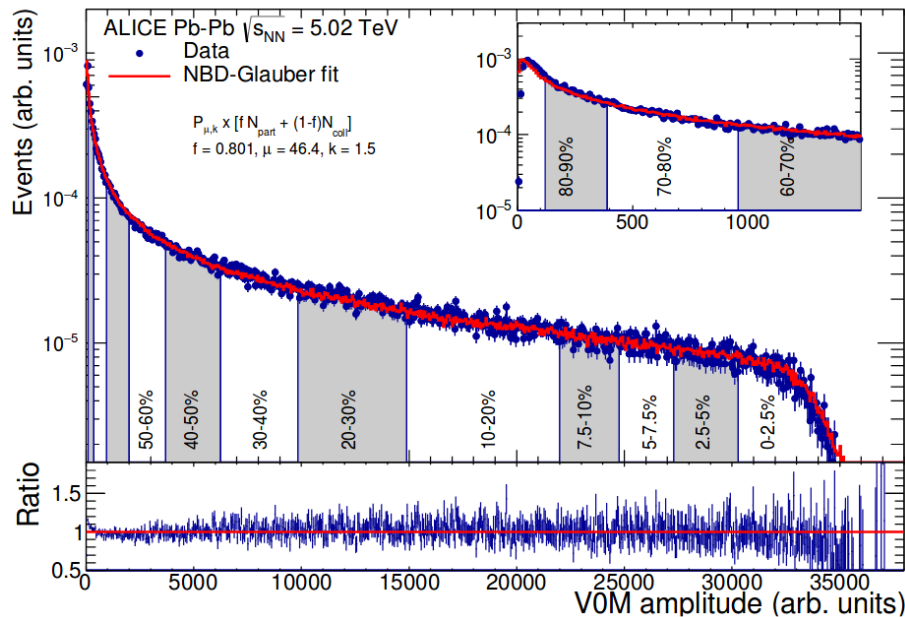 ALICE Pb-Pb √sNN = 5.02 TeV
Data
NBD-Glauber fit
Pμ,k x [f Npart + (1-f)Ncoll]
f = 0.801, μ = 46.4, k = 1.5
Events (arb. units)
10−3
10−4
10−5
50-60%
40-50%
30-40%
20-30%
10-20%
7.5-10%
5-7.5%
2.5-5%
0-2.5%
10−3
10−4
10−5
80-90%
70-80%
60-70%
0 500 1000
Ratio
1.5
1
0.5
0 5000 10000 15000 20000 25000 30000 35000
V0M amplitude (arb. units)